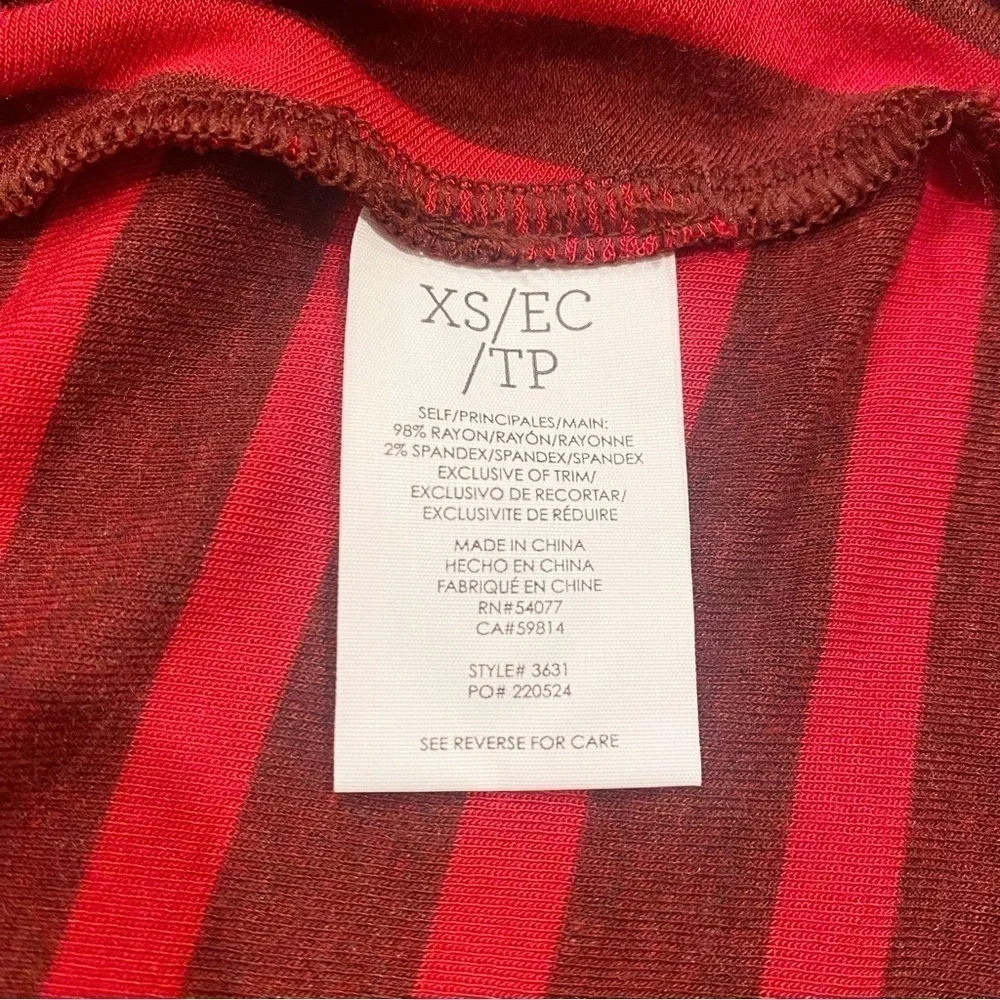 XS/EC
/TP
SELF/PRINCIPALES/MAIN:
98% RAYON/RAYÓN/RAYONNE
2% SPANDEX/SPANDEX/SPANDEX
EXCLUSIVE OF TRIM/
EXCLUSIVO DE RECORTAR/
EXCLUSIVITE DE RÉDUIRE
MADE IN CHINA
HECHO EN CHINA
FABRIQUÉ EN CHINE
RN#54077
CA#59814
STYLE# 3631
PO# 220524
SEE REVERSE FOR CARE